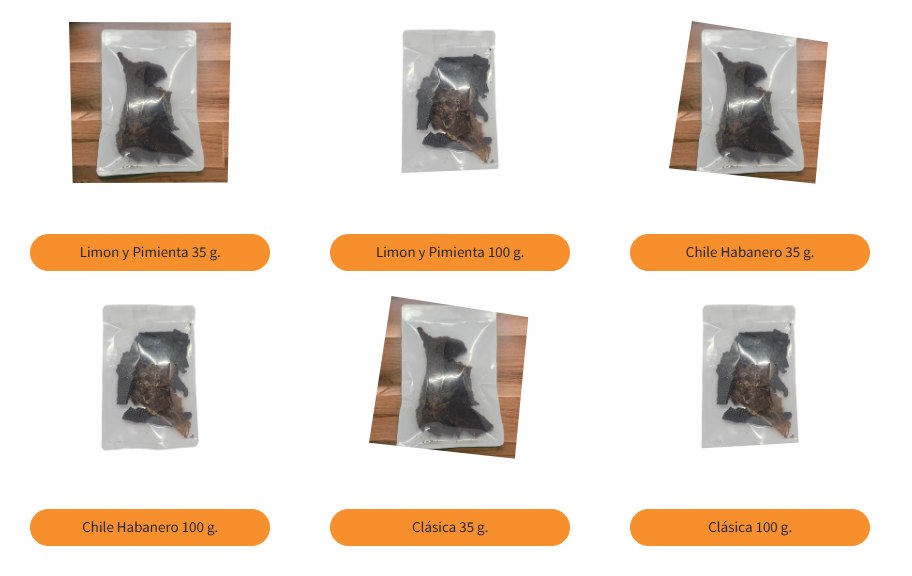 Limon y Pimienta 35 g.
Limon y Pimienta 100 g.
Chile Habanero 35 g.
Chile Habanero 100 g.
Clásica 35 g.
Clásica 100 g.